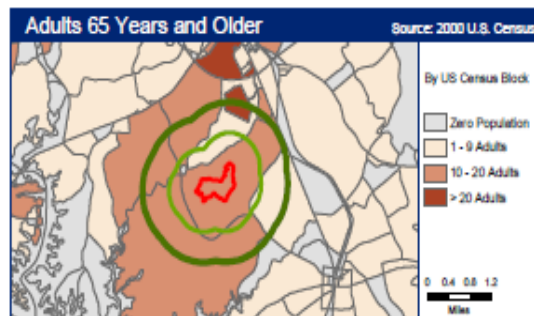 Adults 65 Years and Older
Source: 2000 U.S. Census
By US Census Block
Zero Population
1 - 9 Adults
10 - 20 Adults
> 20 Adults
0 0.4 0.8 1.2
Miles